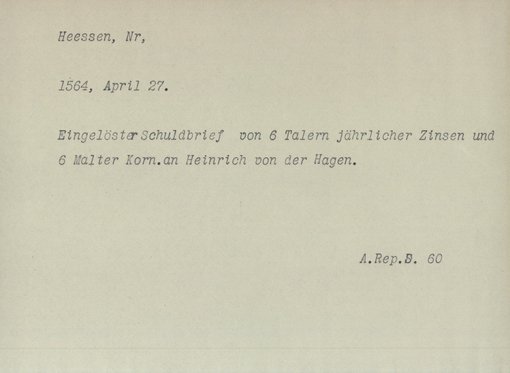 Heessen, Nr,
1564, April 27.
Eingelöster Schuldbrief von 6 Talern jährlicher Zinsen und
6 Malter Korn.an Heinrich von der Hagen.
A.Rep.S. 60